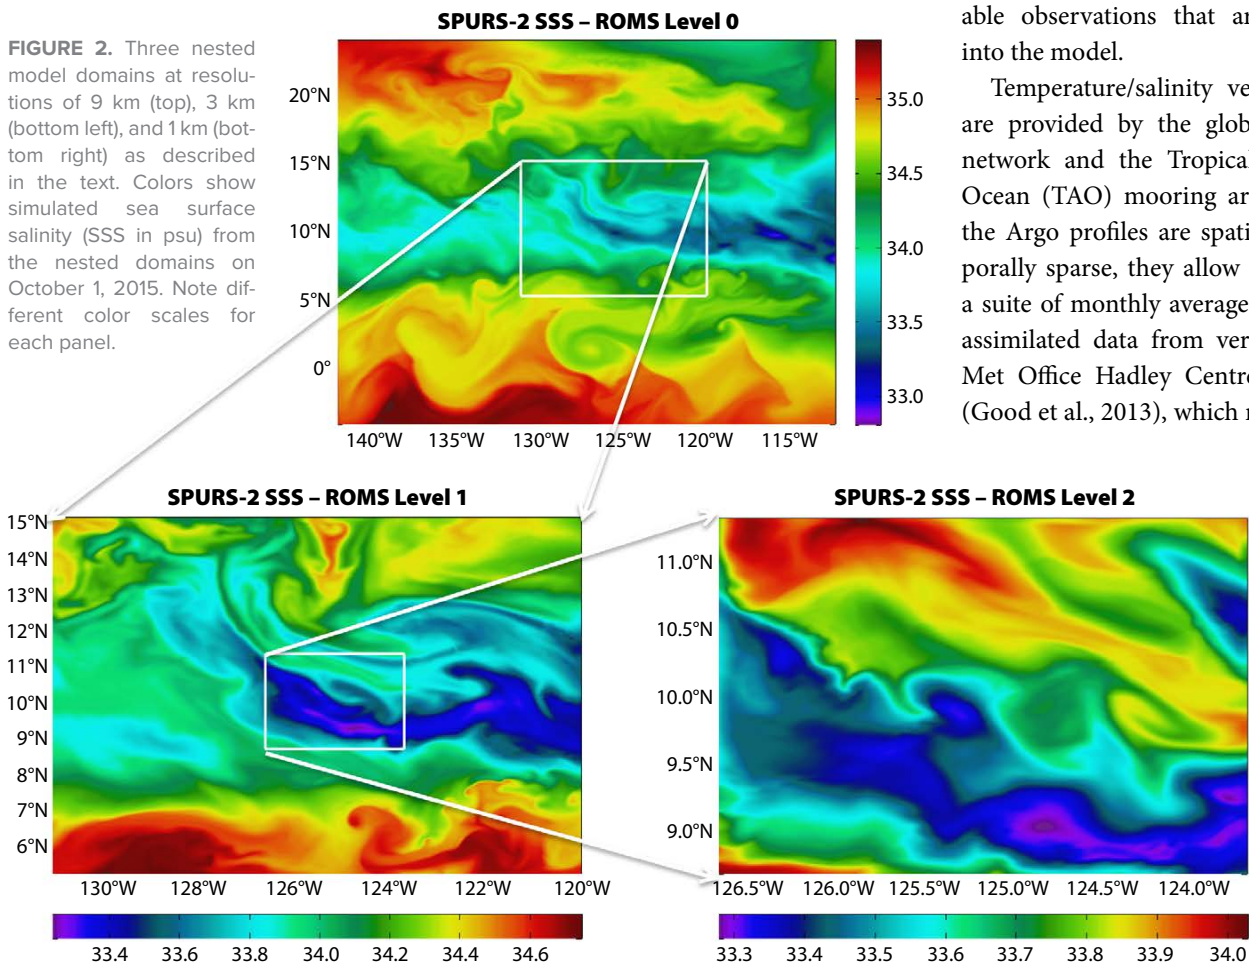 FIGURE 2. Three nested
model domains at resolu-
tions of 9 km (top), 3 km
(bottom left), and 1 km (bot-
tom right) as described
in the text. Colors show
simulated sea surface
salinity (SSS in psu) from
the nested domains on
October 1, 2015. Note dif-
ferent color scales for
each panel.
SPURS-2 SSS – ROMS Level 0
20°N
15°N
10°N
5°N
0°
140°W 135°W 130°W 125°W 120°W 115°W
35.0
34.5
34.0
33.5
33.0
able observations that
into the model.
Temperature/salinity
are provided by the
network and the Tropical
Ocean (TAO) mooring
the Argo profiles are
porally sparse, they allow
a suite of monthly
assimilated data from
Met Office Hadley
(Good et al., 2013), which
SPURS-2 SSS – ROMS Level 1
15°N
14°N
13°N
12°N
11°N
10°N
9°N
8°N
7°N
6°N
130°W 128°W 126°W 124°W 122°W 120°W
33.4 33.6 33.8 34.0 34.2 34.4 34.6
SPURS-2 SSS – ROMS Level 2
11.0°N
10.5°N
10.0°N
9.5°N
9.0°N
126.5°W 126.0°W 125.5°W 125.0°W 124.5°W 124.0°W
33.3 33.4 33.5 33.6 33.7 33.8 33.9 34.0